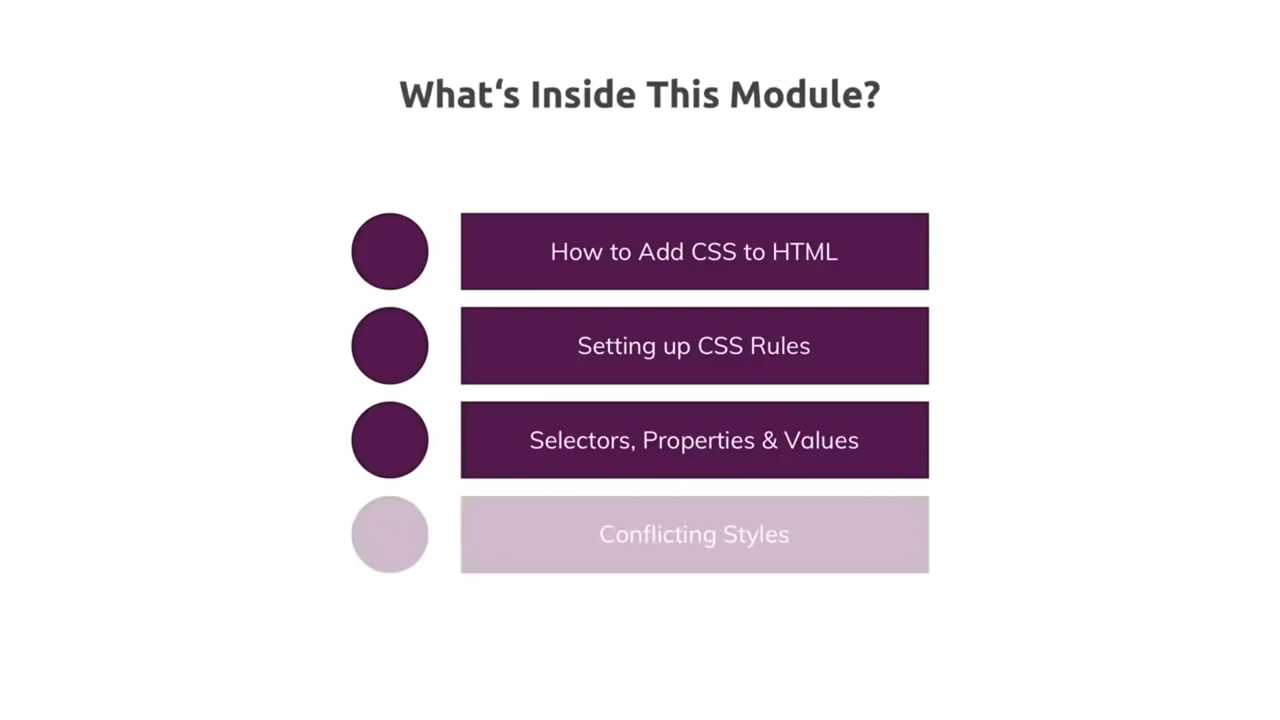 What‘s Inside This Module?
How to Add CSS to HTML
Setting up CSS Rules
Selectors, Properties & Values
Conflicting Styles